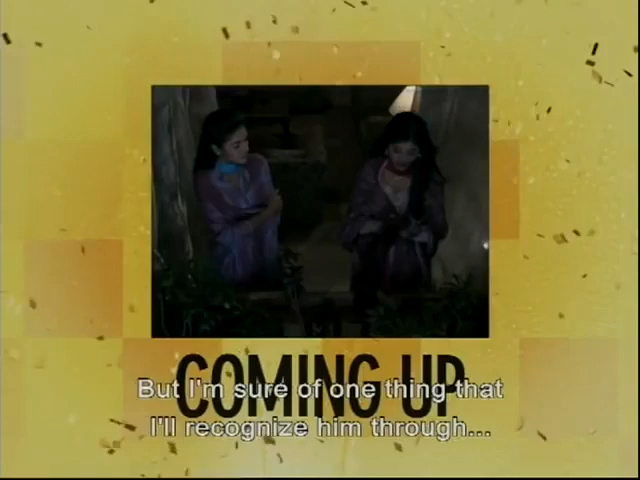 COMING UP
But I'm sure of one thing that
I'll recognize him through...